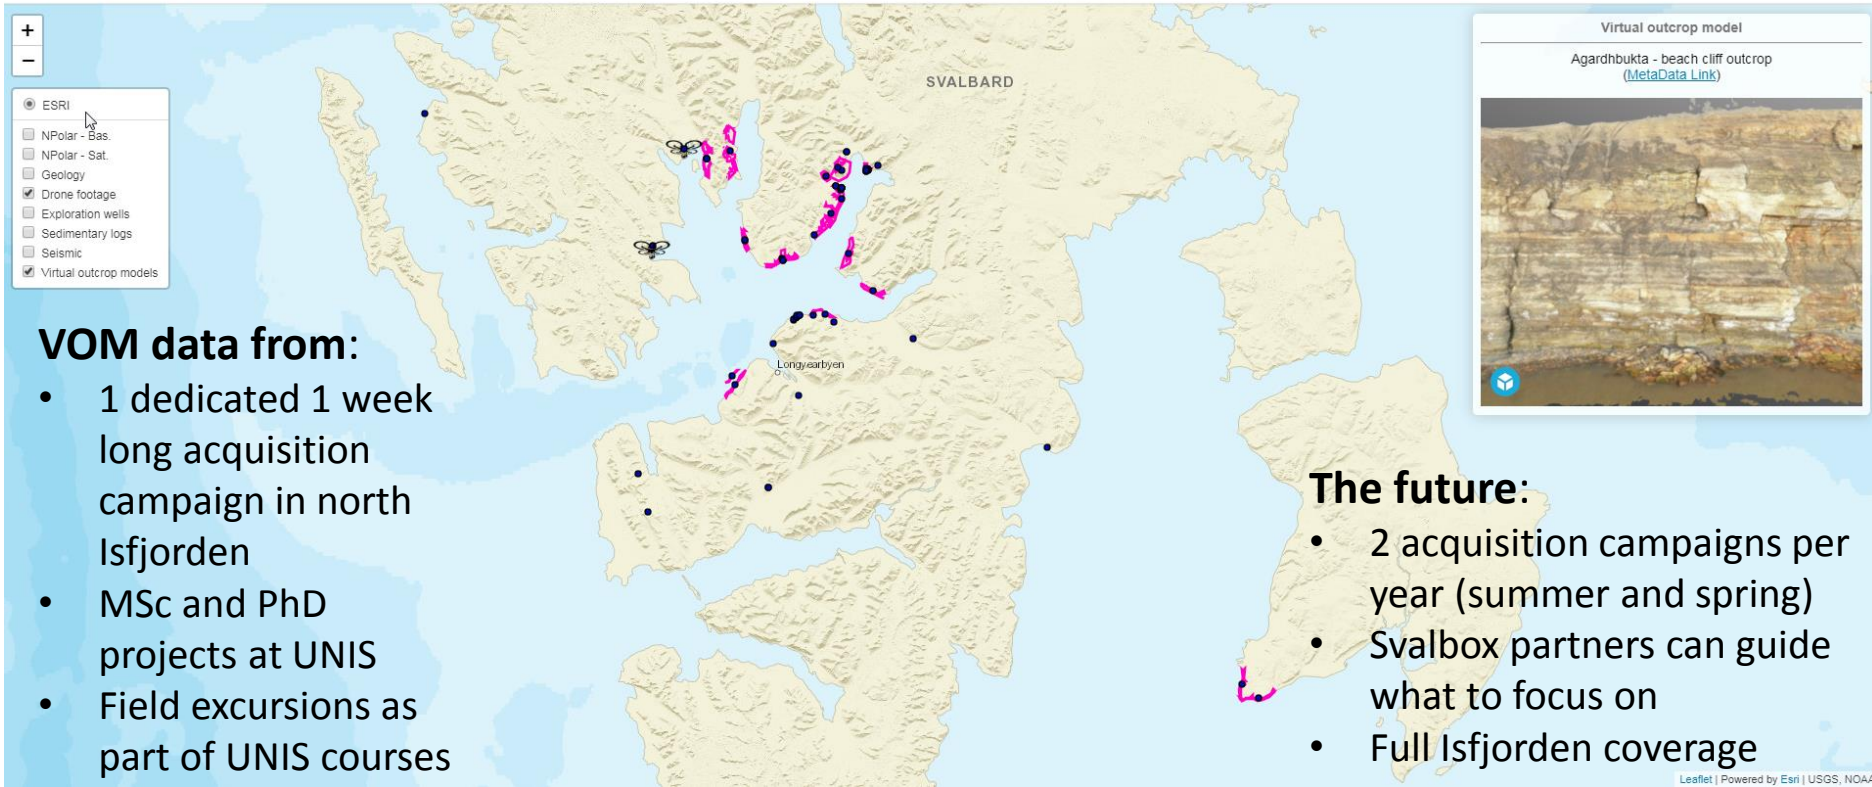 +
−
ESRI
NPolar - Bas.
NPolar - Sat.
Geology
Drone footage
Exploration wells
Sedimentary logs
Seismic
Virtual outcrop models
SVALBARD
Longyearbyen
Virtual outcrop model
Agardhbukta - beach cliff outcrop
(MetaData Link)
VOM data from:
• 1 dedicated 1 week
long acquisition
campaign in north
Isfjorden
• MSc and PhD
projects at UNIS
• Field excursions as
part of UNIS courses
The future:
• 2 acquisition campaigns per
year (summer and spring)
• Svalbox partners can guide
what to focus on
• Full Isfjorden coverage
Leaflet | Powered by Esri | USGS, NOAA